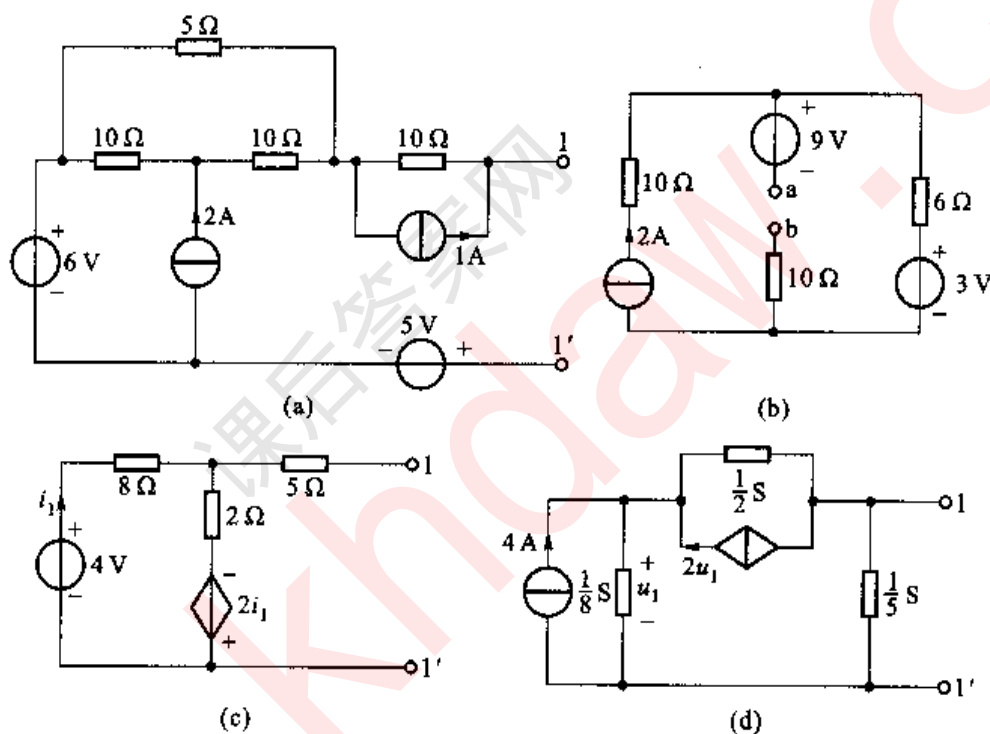 5 Ω
10 Ω
10 Ω
10 Ω
1
6 V
+
−
2A
1A
5 V
−
+
1′
(a)
+
9 V
−
a
b
10 Ω
2A
10 Ω
6 Ω
+
3 V
−
(b)
i₁
+
4 V
−
8 Ω
5 Ω
1
2 Ω
−
2i₁
+
1′
(c)
4 A
1/8 S
+
u₁
−
1/2 S
2u₁
1
1/5 S
1′
(d)
课后答案网
khdaw.c